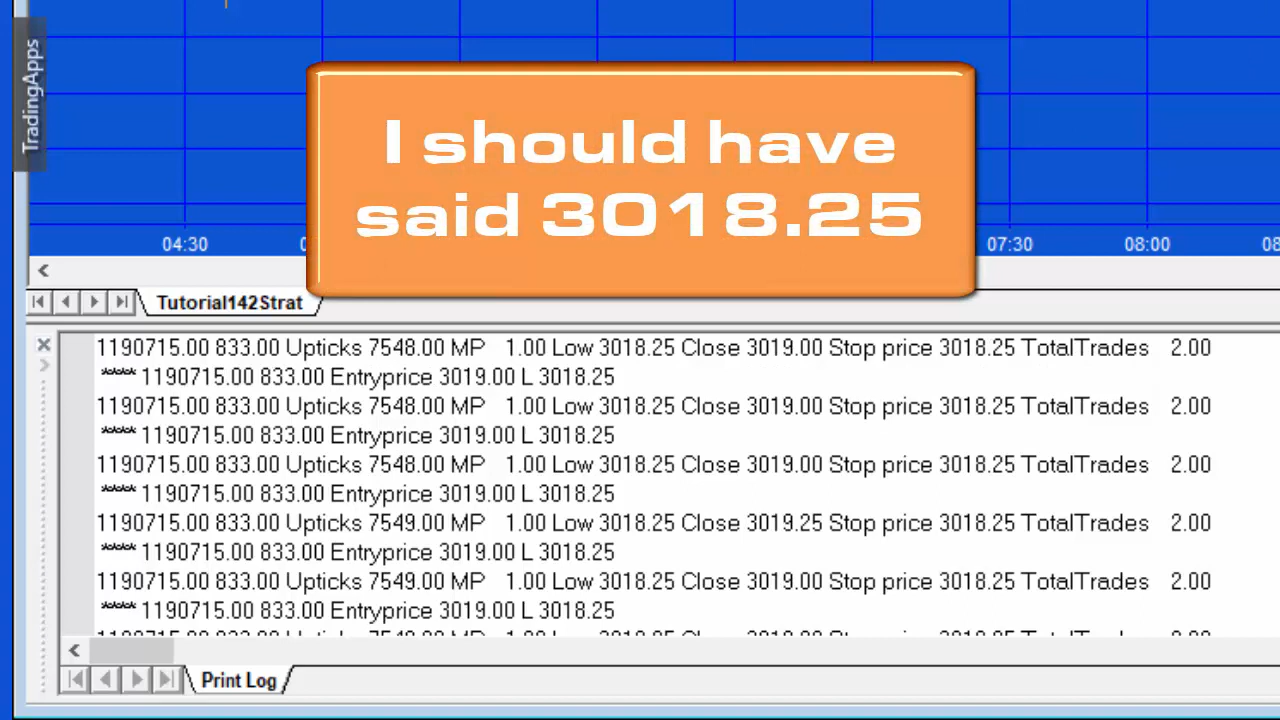 TradingApps
I should have
said 3018.25
04:30
07:30
08:00
Tutorial142Strat
1190715.00 833.00 Upticks 7548.00 MP 1.00 Low 3018.25 Close 3019.00 Stop price 3018.25 TotalTrades 2.00
**** 1190715.00 833.00 Entryprice 3019.00 L 3018.25
1190715.00 833.00 Upticks 7548.00 MP 1.00 Low 3018.25 Close 3019.00 Stop price 3018.25 TotalTrades 2.00
**** 1190715.00 833.00 Entryprice 3019.00 L 3018.25
1190715.00 833.00 Upticks 7548.00 MP 1.00 Low 3018.25 Close 3019.00 Stop price 3018.25 TotalTrades 2.00
**** 1190715.00 833.00 Entryprice 3019.00 L 3018.25
1190715.00 833.00 Upticks 7549.00 MP 1.00 Low 3018.25 Close 3019.25 Stop price 3018.25 TotalTrades 2.00
**** 1190715.00 833.00 Entryprice 3019.00 L 3018.25
1190715.00 833.00 Upticks 7549.00 MP 1.00 Low 3018.25 Close 3019.00 Stop price 3018.25 TotalTrades 2.00
**** 1190715.00 833.00 Entryprice 3019.00 L 3018.25
Print Log